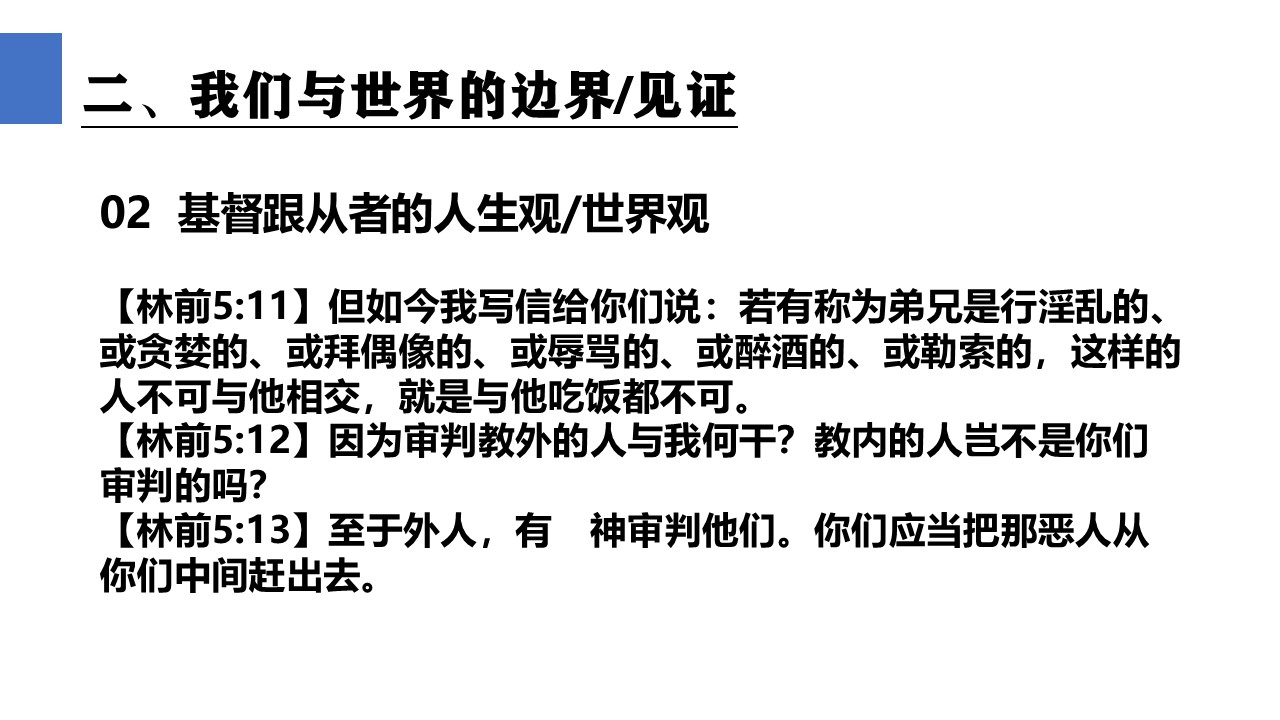 二、我们与世界的边界/见证
02 基督跟从者的人生观/世界观
【林前5:11】但如今我写信给你们说：若有称为弟兄是行淫乱的、
或贪婪的、或拜偶像的、或辱骂的、或醉酒的、或勒索的，这样的
人不可与他相交，就是与他吃饭都不可。
【林前5:12】因为审判教外的人与我何干？教内的人岂不是你们
审判的吗？
【林前5:13】至于外人，有　神审判他们。你们应当把那恶人从
你们中间赶出去。